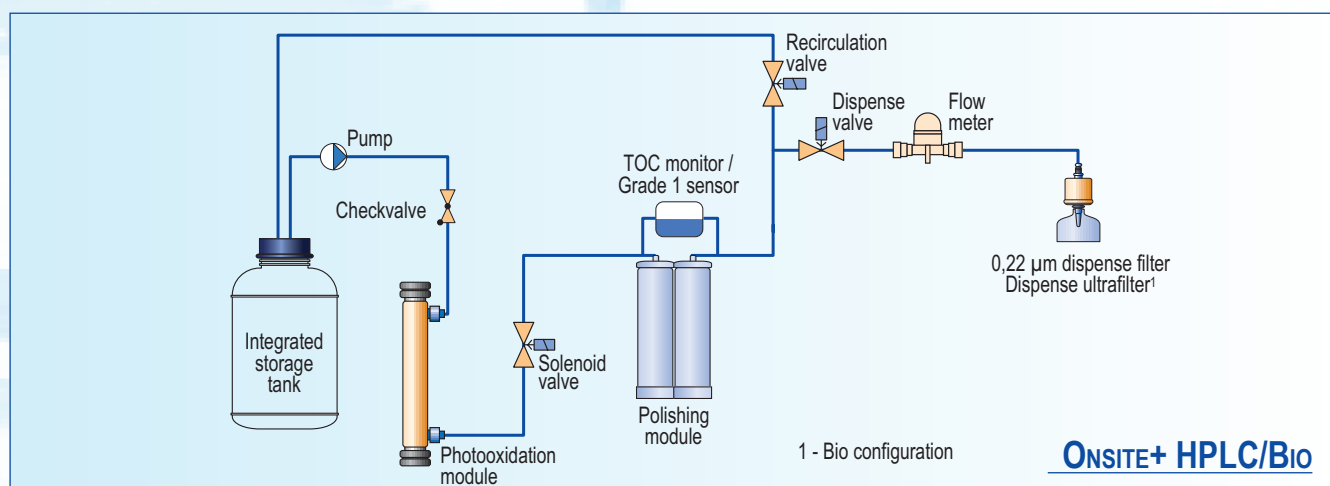 Recirculation
valve
Dispense
valve
Flow
meter
Pump
TOC monitor /
Grade 1 sensor
Checkvalve
0,22 µm dispense filter
Dispense ultrafilter¹
Integrated
storage
tank
Solenoid
valve
Polishing
module
Photooxidation
module
1 - Bio configuration
ONSITE+ HPLC/BIO